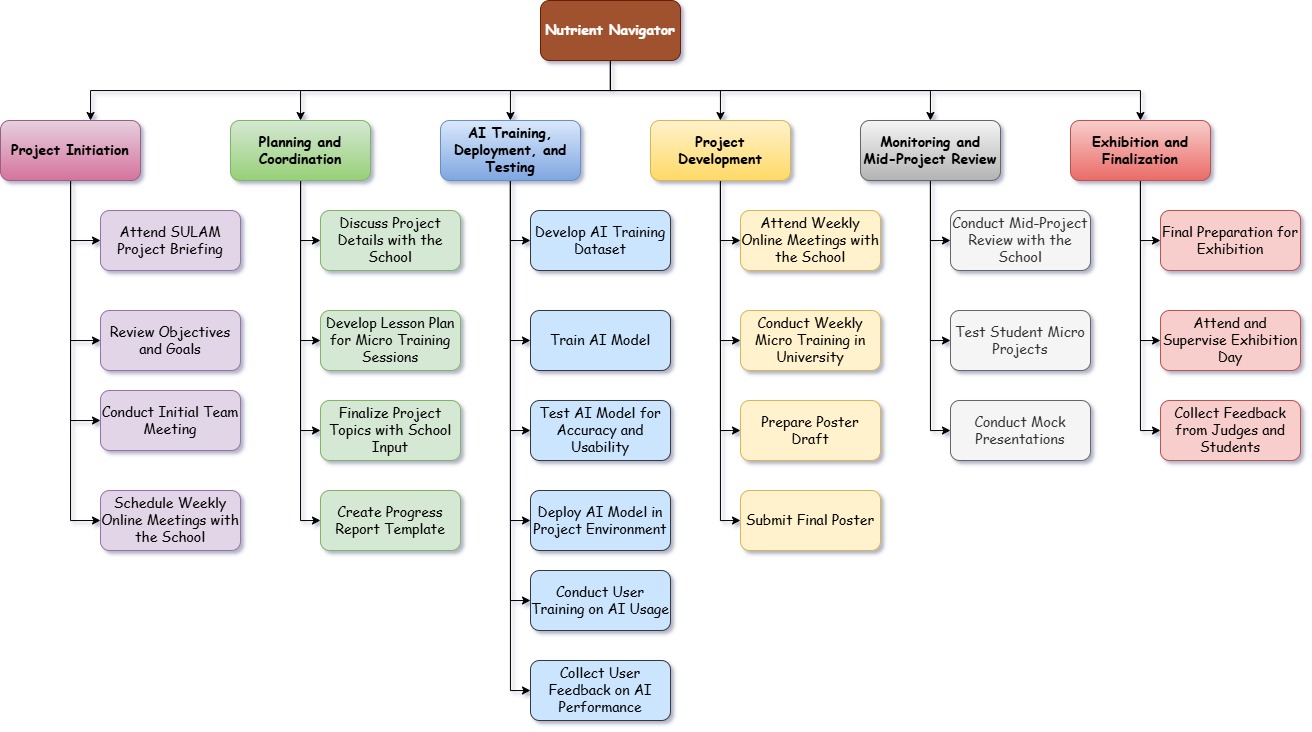 Nutrient Navigator
Project Initiation
Planning and
Coordination
AI Training,
Deployment, and
Testing
Project
Development
Monitoring and
Mid-Project Review
Exhibition and
Finalization
Attend SULAM
Project Briefing
Review Objectives
and Goals
Conduct Initial Team
Meeting
Schedule Weekly
Online Meetings with
the School
Discuss Project
Details with the
School
Develop Lesson Plan
for Micro Training
Sessions
Finalize Project
Topics with School
Input
Create Progress
Report Template
Develop AI Training
Dataset
Train AI Model
Test AI Model for
Accuracy and
Usability
Deploy AI Model in
Project Environment
Conduct User
Training on AI Usage
Collect User
Feedback on AI
Performance
Attend Weekly
Online Meetings with
the School
Conduct Weekly
Micro Training in
University
Prepare Poster
Draft
Submit Final Poster
Conduct Mid-Project
Review with the
School
Test Student Micro
Projects
Conduct Mock
Presentations
Final Preparation for
Exhibition
Attend and
Supervise Exhibition
Day
Collect Feedback
from Judges and
Students